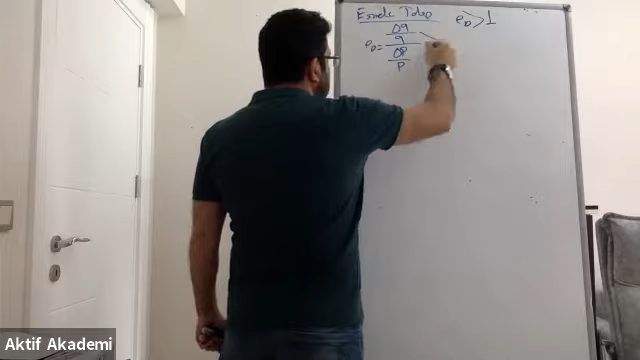 Esnek Talep
e_D > 1
e_D = ΔQ/Q / ΔP/P
Aktif Akademi